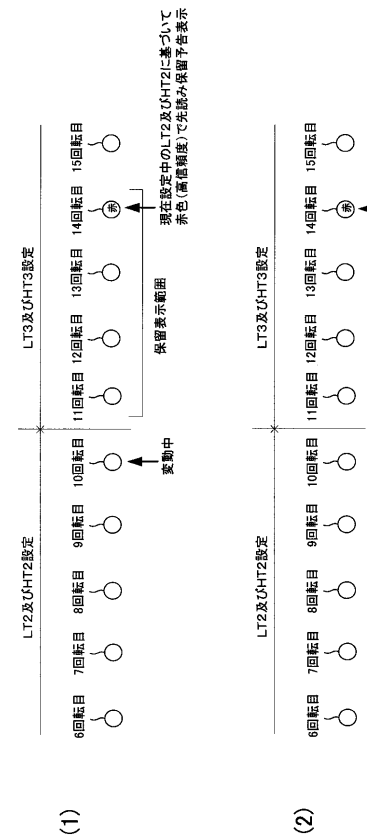 (1)
LT2及びHT2設定
LT3及びHT3設定
6回転目
7回転目
8回転目
9回転目
10回転目
11回転目
12回転目
13回転目
14回転目
15回転目
赤
変動中
保留表示範囲
現在設定中のLT2及びHT2に基づいて
赤色(高信頼度)で先読み保留予告表示
(2)
LT2及びHT2設定
LT3及びHT3設定
6回転目
7回転目
8回転目
9回転目
10回転目
11回転目
12回転目
13回転目
14回転目
15回転目
赤